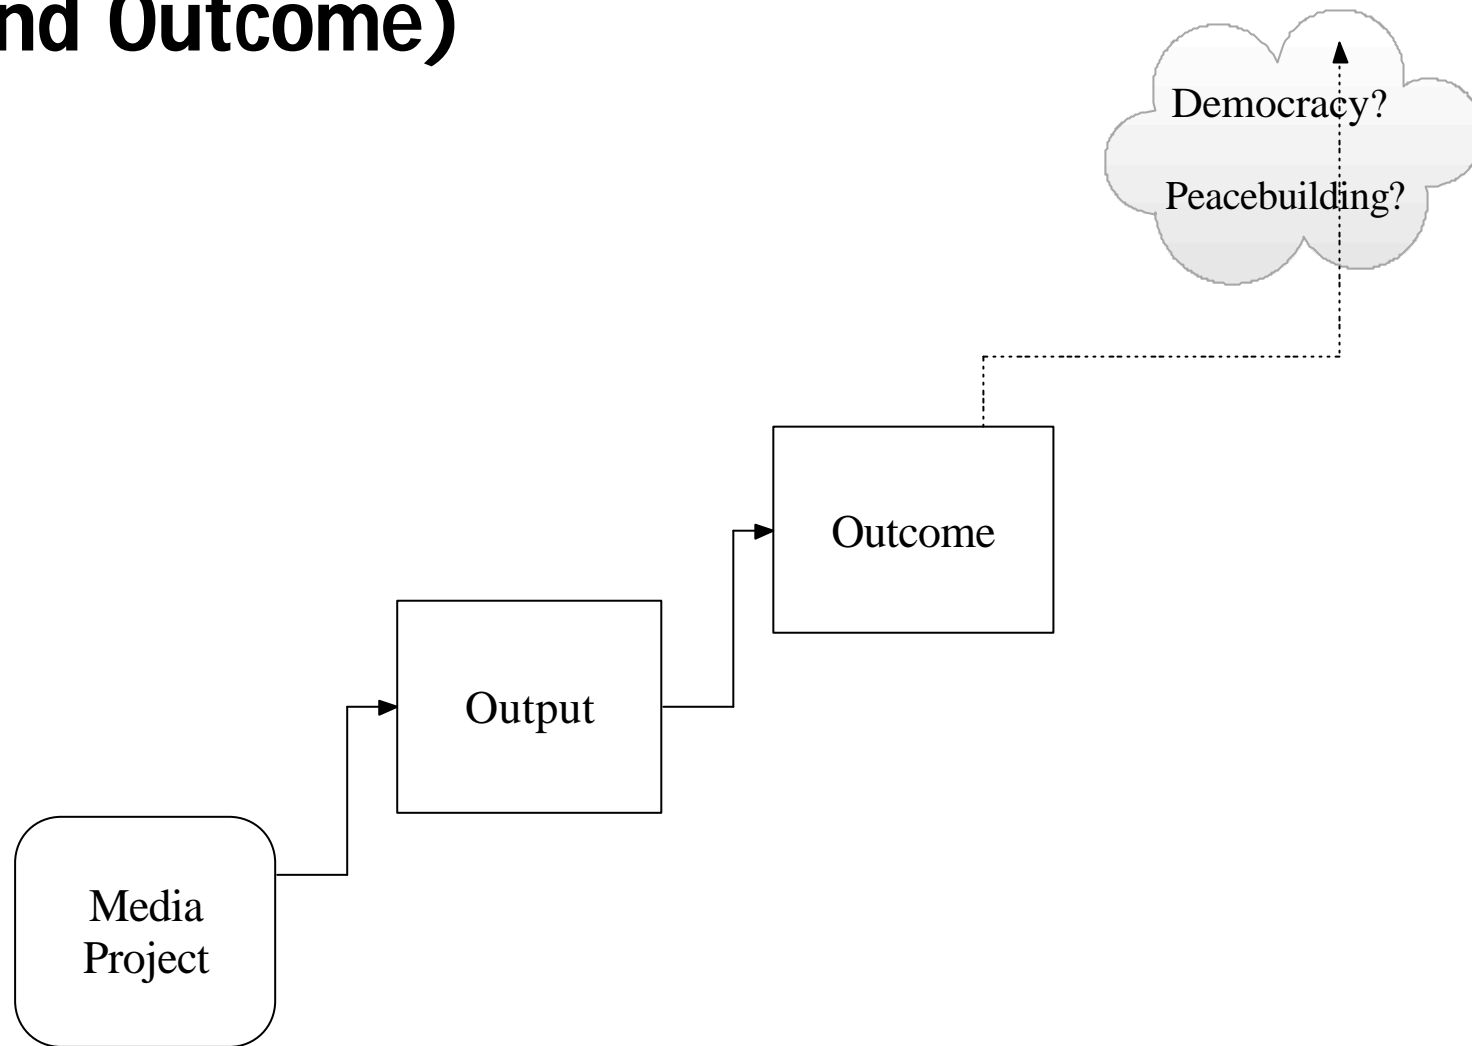 nd Outcome)
Democracy?
Peacebuilding?
Outcome
Output
Media
Project